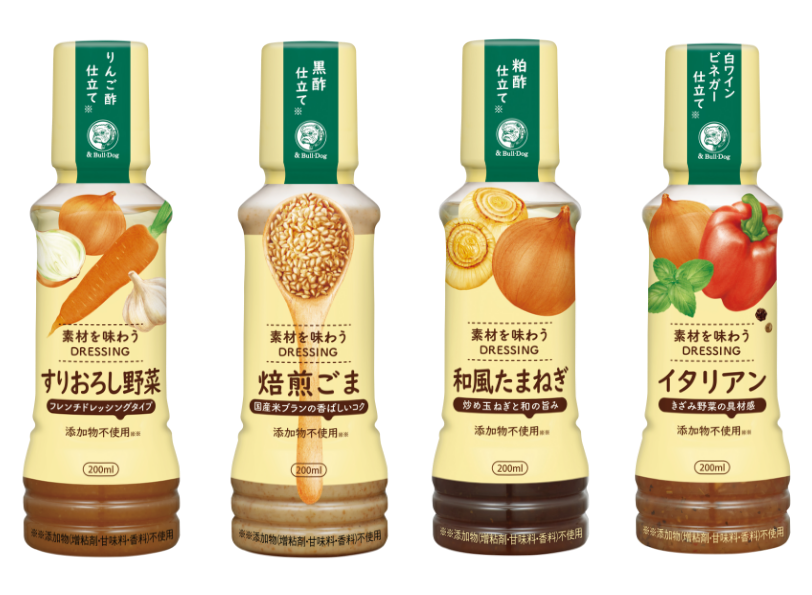 りんご酢
仕立て※
& Bull-Dog
素材を味わう
DRESSING
すりおろし野菜
フレンチドレッシングタイプ
添加物不使用※※
200ml
※※添加物(増粘剤・甘味料・香料)不使用
黒酢
仕立て※
& Bull-Dog
素材を味わう
DRESSING
焙煎ごま
国産米ブランの香ばしいコク
添加物不使用※※
200ml
※※添加物(増粘剤・甘味料・香料)不使用
粕酢
仕立て※
& Bull-Dog
素材を味わう
DRESSING
和風たまねぎ
炒め玉ねぎと和の旨み
添加物不使用※※
200ml
※※添加物(増粘剤・甘味料・香料)不使用
白ワイン
ビネガー
仕立て※
& Bull-Dog
素材を味わう
DRESSING
イタリアン
きざみ野菜の具材感
添加物不使用※※
200ml
※※添加物(増粘剤・甘味料・香料)不使用